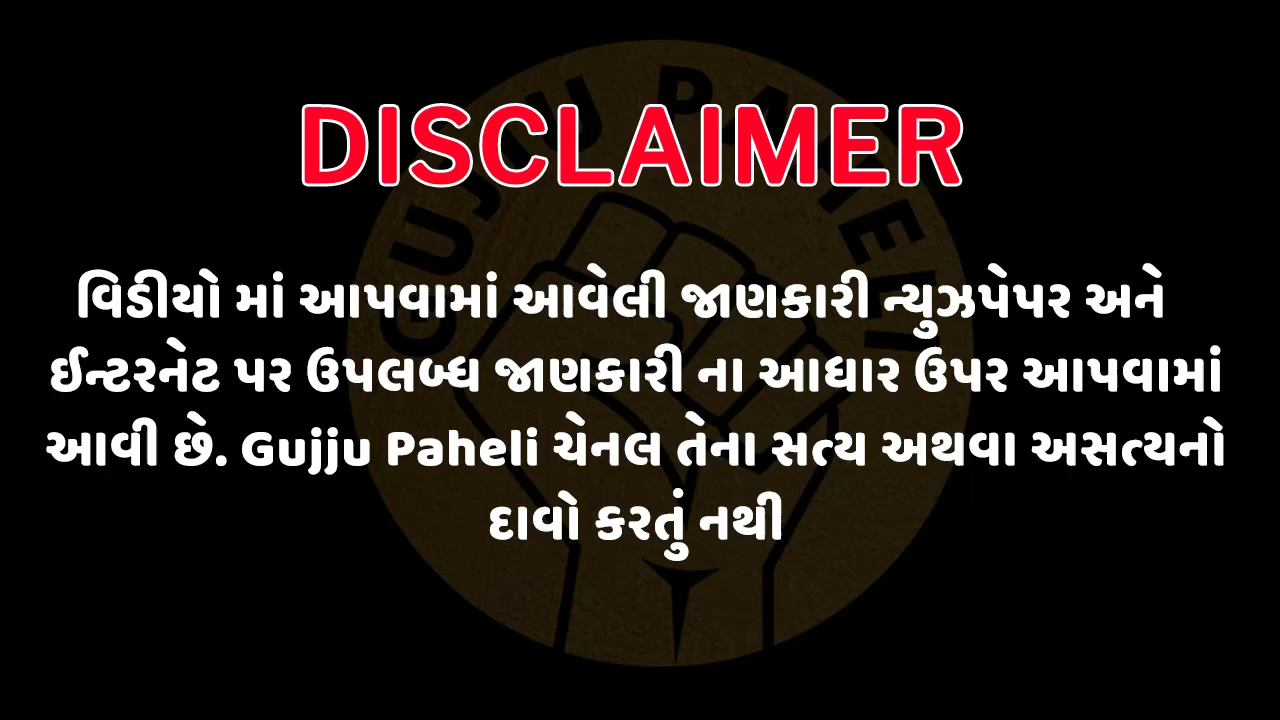 DISCLAIMER
વિડીયો માં આપવામાં આવેલી જાણકારી ન્યુઝપેપર અને
ઈન્ટરનેટ પર ઉપલબ્ધ જાણકારી ના આધાર ઉપર આપવામાં
આવી છે. Gujju Paheli ચેનલ તેના સત્ય અથવા અસત્યનો
દાવો કરતું નથી